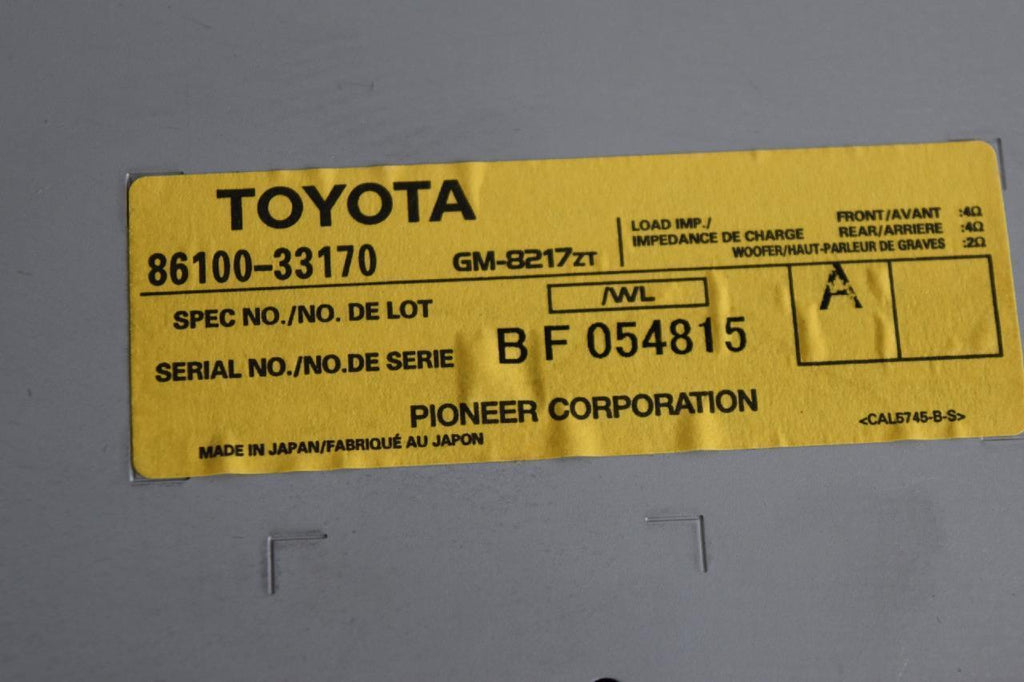 TOYOTA
86100-33170 GM-8217ZT
LOAD IMP./
IMPEDANCE DE CHARGE
FRONT/AVANT :4Ω
REAR/ARRIERE :4Ω
WOOFER/HAUT-PARLEUR DE GRAVES :2Ω
SPEC NO./NO. DE LOT /WL A
SERIAL NO./NO.DE SERIE BF054815
PIONEER CORPORATION
MADE IN JAPAN/FABRIQUÉ AU JAPON <CAL5745-B-S>